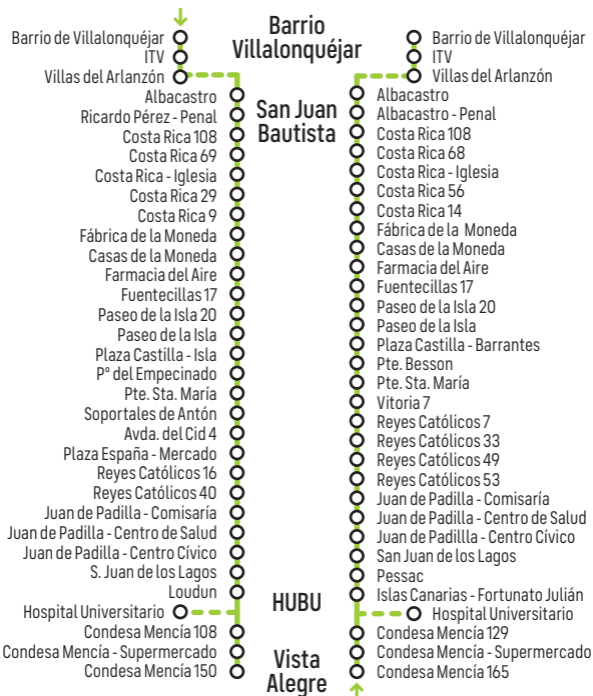 Barrio de Villalonquéjar
ITV
Villas del Arlanzón
Albacastro
Ricardo Pérez - Penal
Costa Rica 108
Costa Rica 69
Costa Rica - Iglesia
Costa Rica 29
Costa Rica 9
Fábrica de la Moneda
Casas de la Moneda
Farmacia del Aire
Fuentecillas 17
Paseo de la Isla 20
Paseo de la Isla
Plaza Castilla - Isla
Pº del Empecinado
Pte. Sta. María
Soportales de Antón
Avda. del Cid 4
Plaza España - Mercado
Reyes Católicos 16
Reyes Católicos 40
Juan de Padilla - Comisaría
Juan de Padilla - Centro de Salud
Juan de Padilla - Centro Cívico
S. Juan de los Lagos
Loudun
Hospital Universitario
Condesa Mencía 108
Condesa Mencía - Supermercado
Condesa Mencía 150
Barrio
Villalonquéjar
San Juan
Bautista
HUBU
Vista
Alegre
Barrio de Villalonquéjar
ITV
Villas del Arlanzón
Albacastro
Albacastro - Penal
Costa Rica 108
Costa Rica 68
Costa Rica - Iglesia
Costa Rica 56
Costa Rica 14
Fábrica de la Moneda
Casas de la Moneda
Farmacia del Aire
Fuentecillas 17
Paseo de la Isla 20
Paseo de la Isla
Plaza Castilla - Barrantes
Pte. Besson
Pte. Sta. María
Vitoria 7
Reyes Católicos 7
Reyes Católicos 33
Reyes Católicos 49
Reyes Católicos 53
Juan de Padilla - Comisaría
Juan de Padilla - Centro de Salud
Juan de Padillla - Centro Cívico
San Juan de los Lagos
Pessac
Islas Canarias - Fortunato Julián
Hospital Universitario
Condesa Mencía 129
Condesa Mencía - Supermercado
Condesa Mencía 165